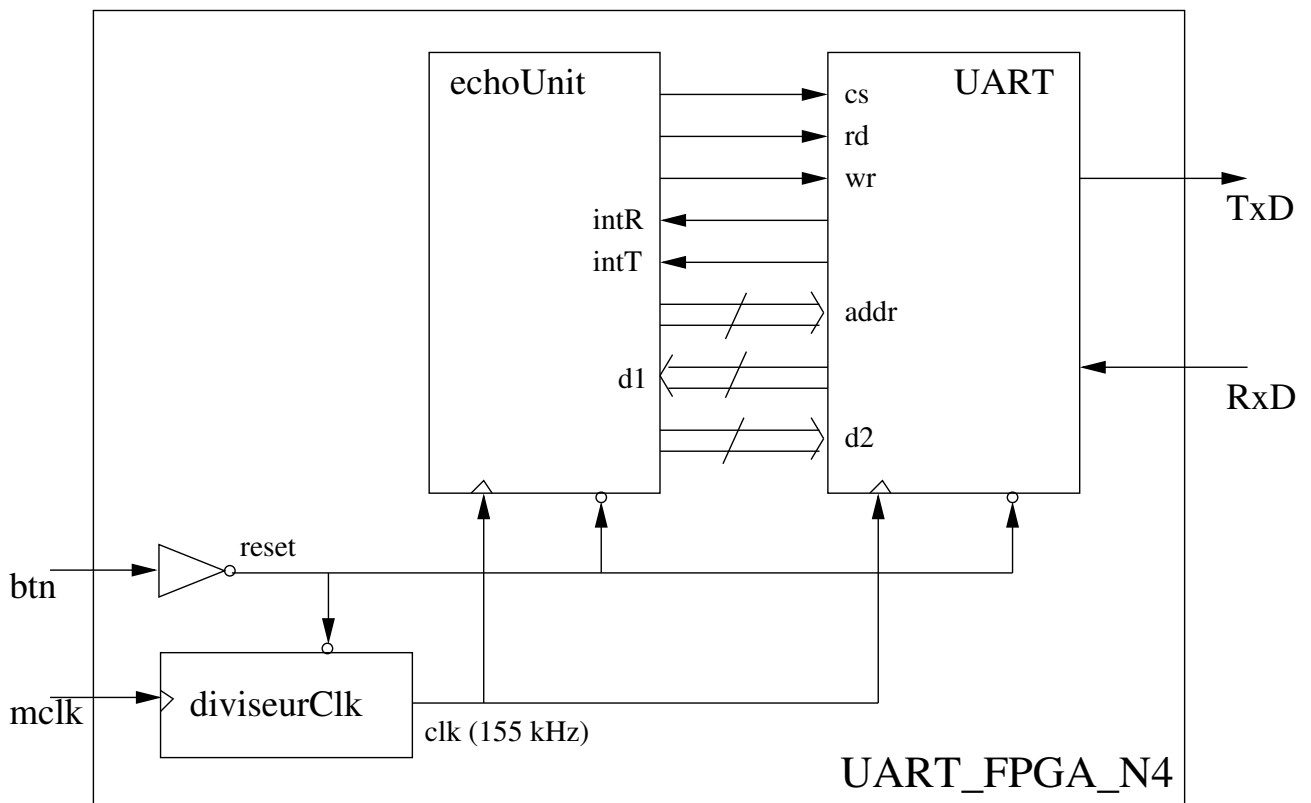 echoUnit
UART
cs
rd
wr
TxD
intR
intT
addr
d1
RxD
d2
reset
btn
mclk
diviseurClk
clk (155 kHz)
UART_FPGA_N4